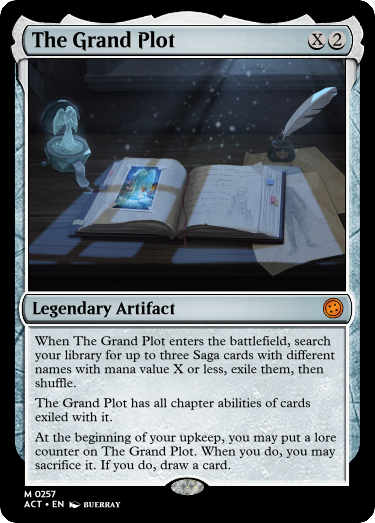 The Grand Plot X 2
Legendary Artifact
When The Grand Plot enters the battlefield, search
your library for up to three Saga cards with different
names with mana value X or less, exile them, then
shuffle.
The Grand Plot has all chapter abilities of cards
exiled with it.
At the beginning of your upkeep, you may put a lore
counter on The Grand Plot. When you do, you may
sacrifice it. If you do, draw a card.
M 0257
ACT • EN BUERRAY